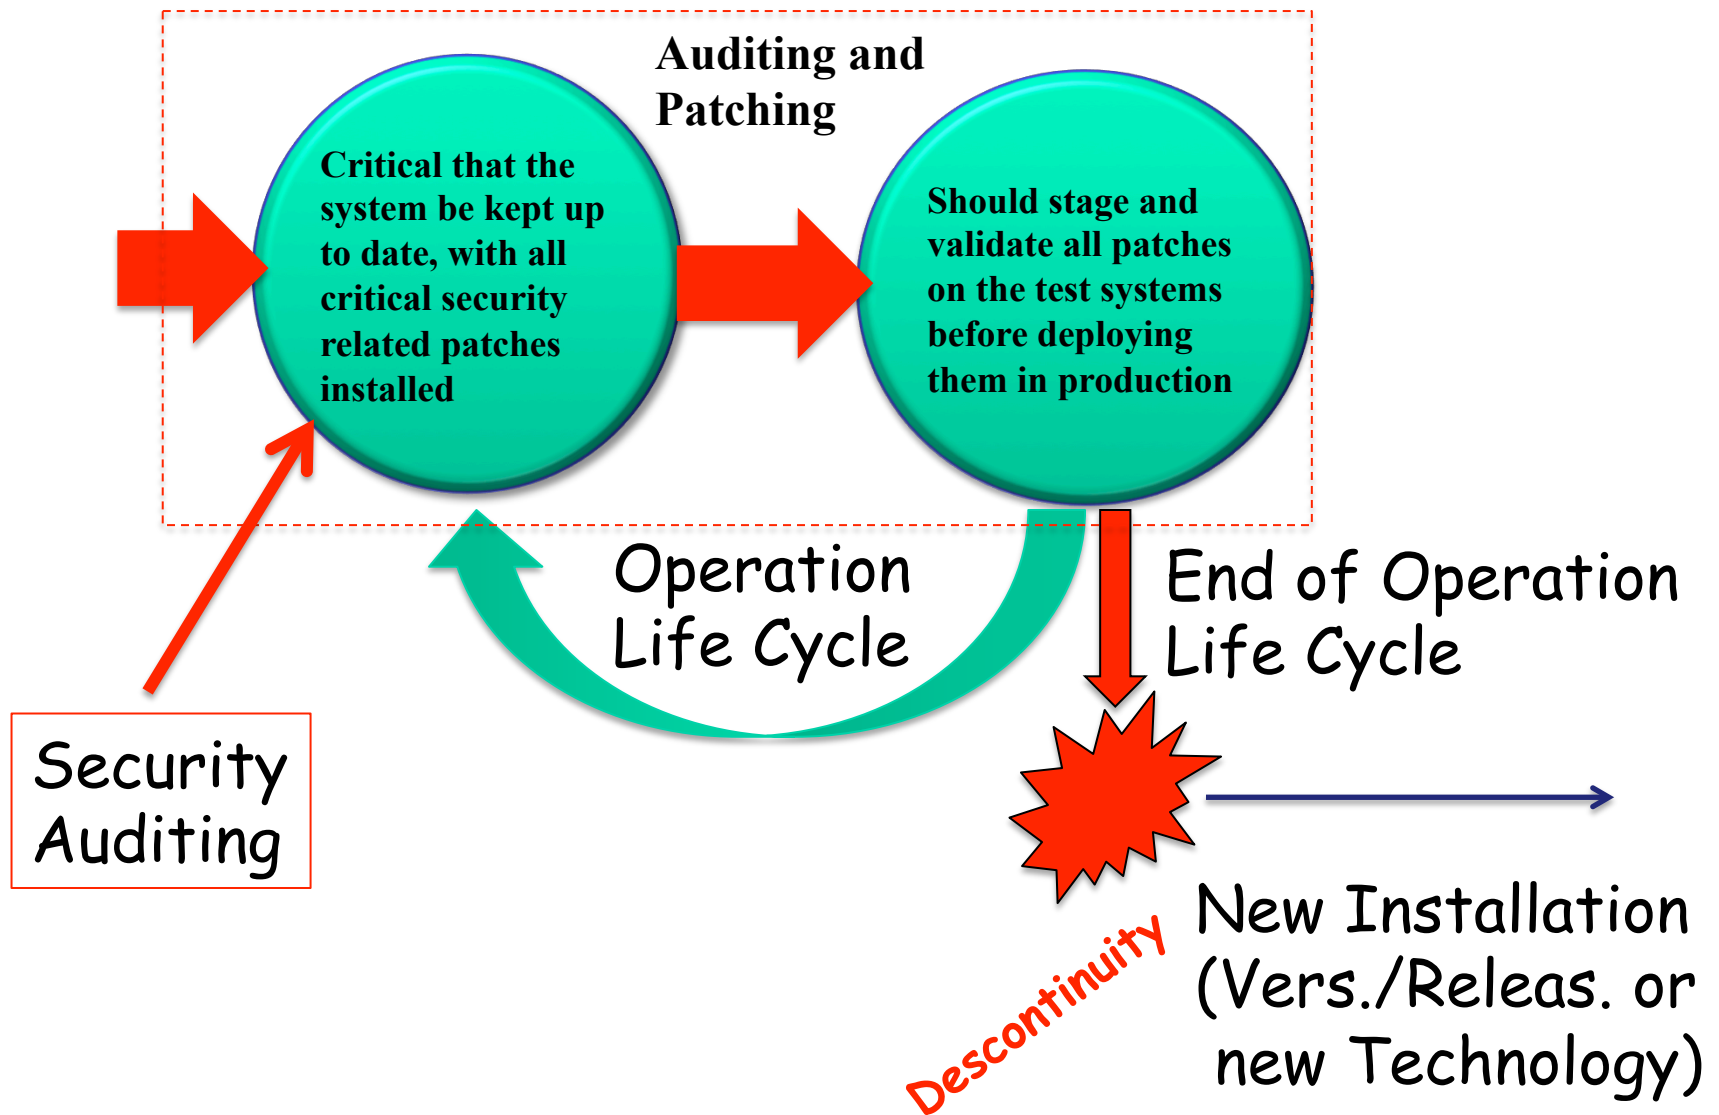 Auditing and
Patching
Critical that the
system be kept up
to date, with all
critical security
related patches
installed
Should stage and
validate all patches
on the test systems
before deploying
them in production
Operation
Life Cycle
End of Operation
Life Cycle
Security
Auditing
Descontinuity
New Installation
(Vers./Releas. or
new Technology)